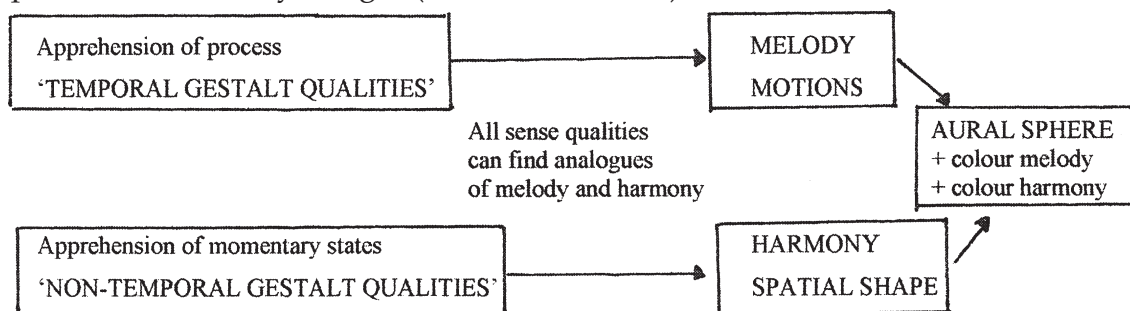 Apprehension of process
‘TEMPORAL GESTALT QUALITIES’
MELODY
MOTIONS
All sense qualities
can find analogues
of melody and harmony
AURAL SPHERE
+ colour melody
+ colour harmony
Apprehension of momentary states
‘NON-TEMPORAL GESTALT QUALITIES’
HARMONY
SPATIAL SHAPE